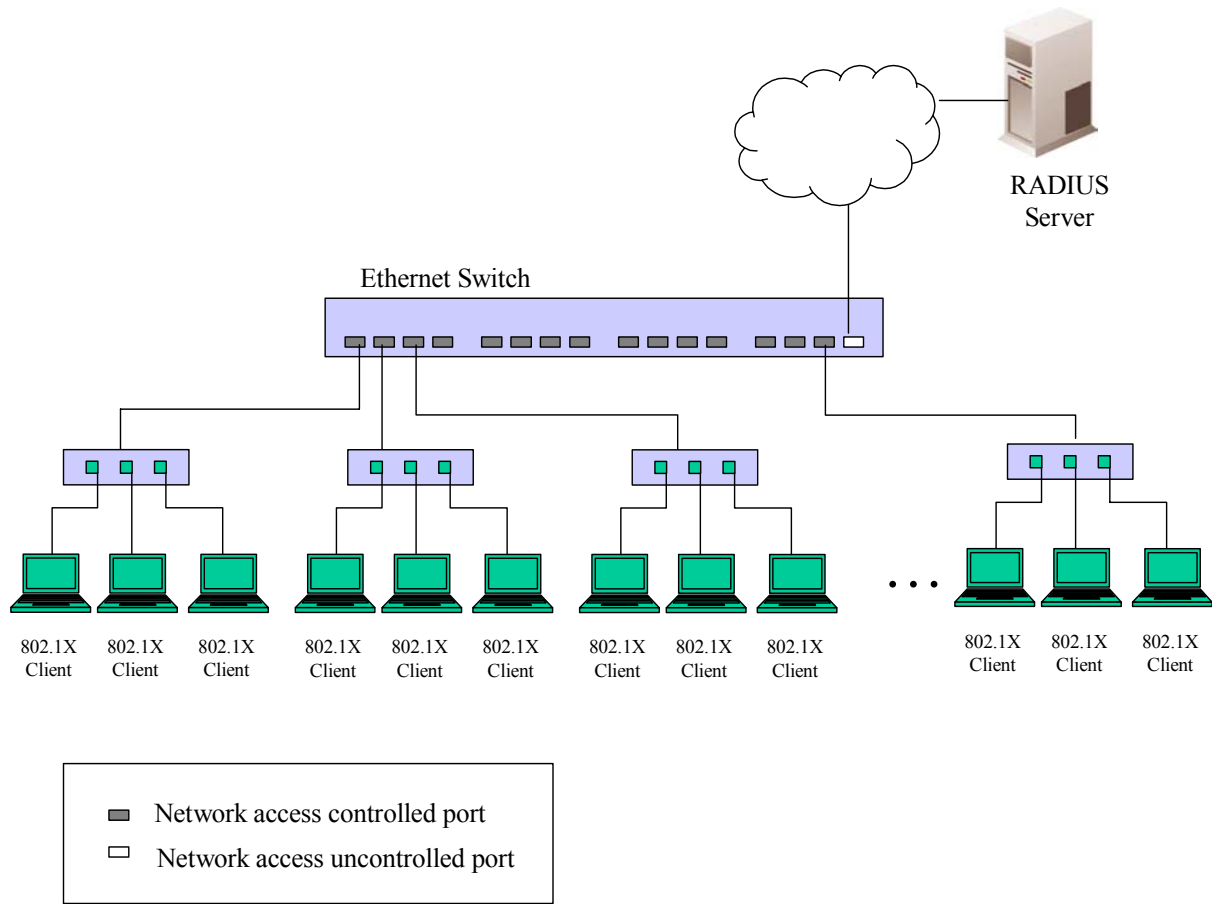 RADIUS
Server
Ethernet Switch
802.1X
Client
802.1X
Client
802.1X
Client
802.1X
Client
802.1X
Client
802.1X
Client
802.1X
Client
802.1X
Client
802.1X
Client
...
802.1X
Client
802.1X
Client
802.1X
Client
Network access controlled port
Network access uncontrolled port